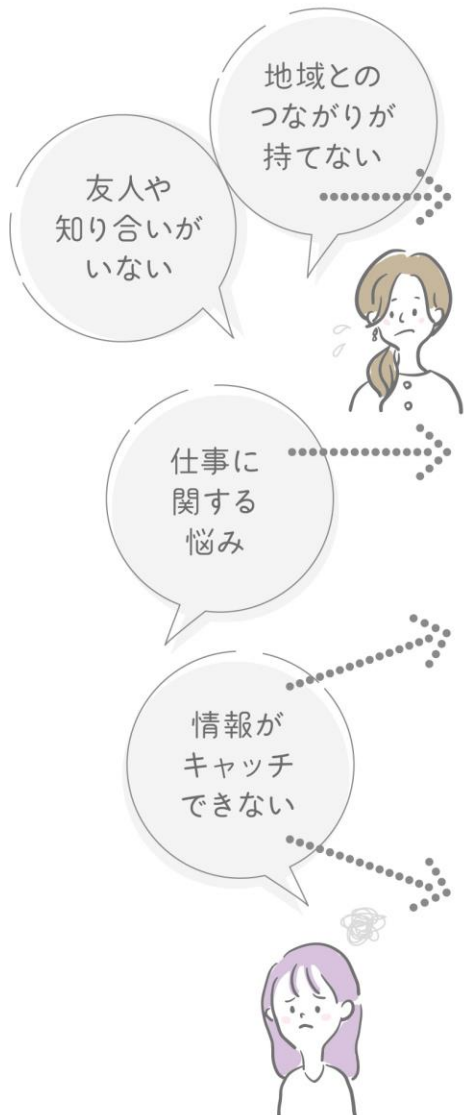 地域との
つながりが
持てない
友人や
知り合いが
いない
仕事に
関する
悩み
情報が
キャッチ
できない